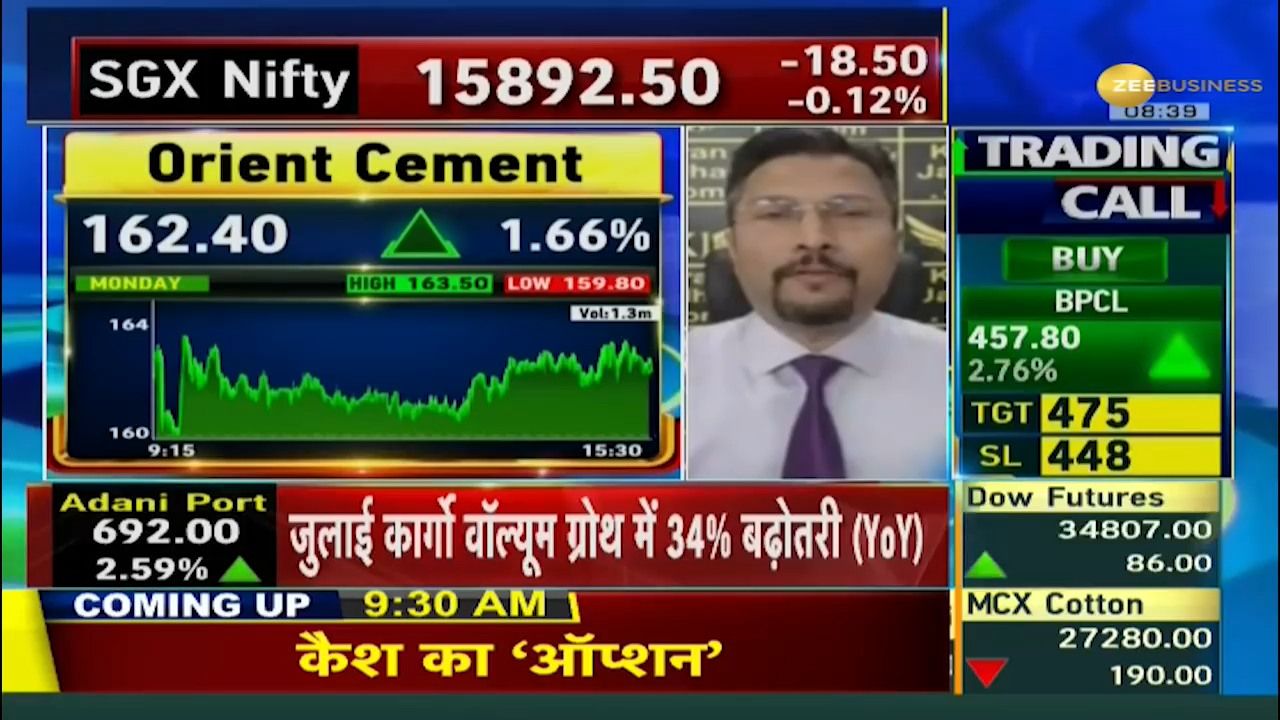 SGX Nifty 15892.50 -18.50
-0.12%
ZEEBUSINESS
08:39
Orient Cement
162.40 1.66%
MONDAY HIGH 163.50 LOW 159.80
Vol:1.3m
164
160
9:15 15:30
TRADING
CALL
BUY
BPCL
457.80
2.76%
TGT 475
SL 448
Adani Port
692.00
2.59%
जुलाई कार्गो वॉल्यूम ग्रोथ में 34% बढ़ोतरी (YoY)
Dow Futures
34807.00
86.00
COMING UP 9:30 AM
कैश का ‘ऑप्शन’
MCX Cotton
27280.00
190.00